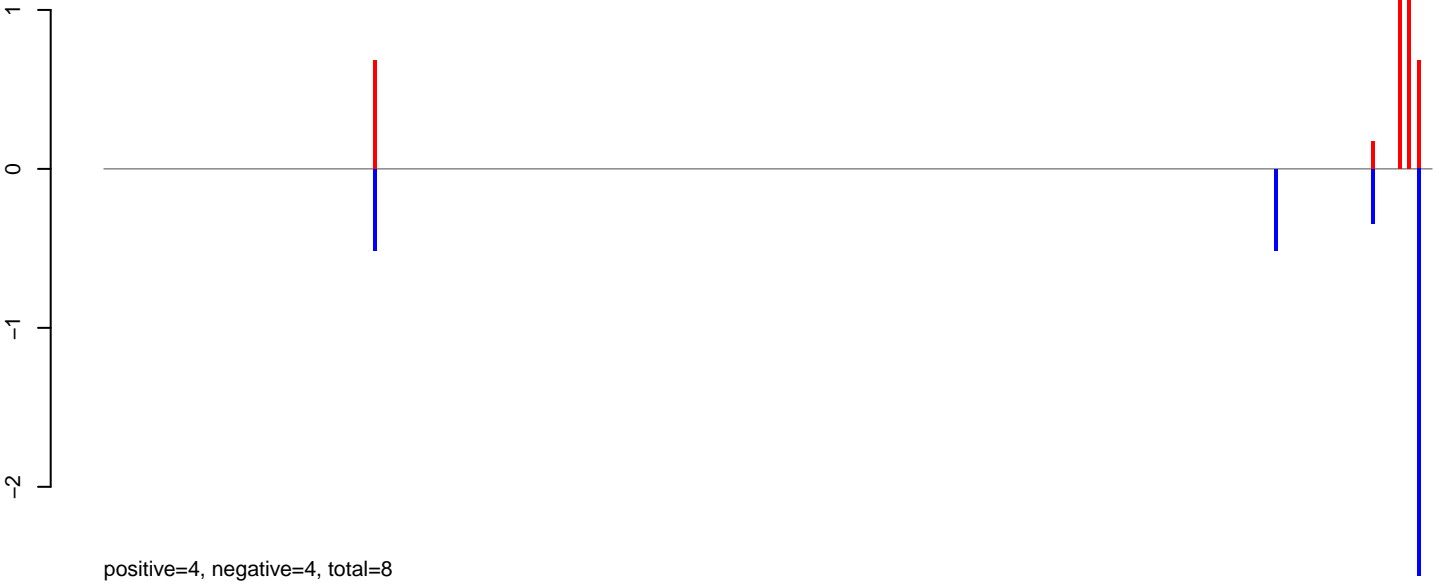 1
0
−1
−2
positive=4, negative=4, total=8